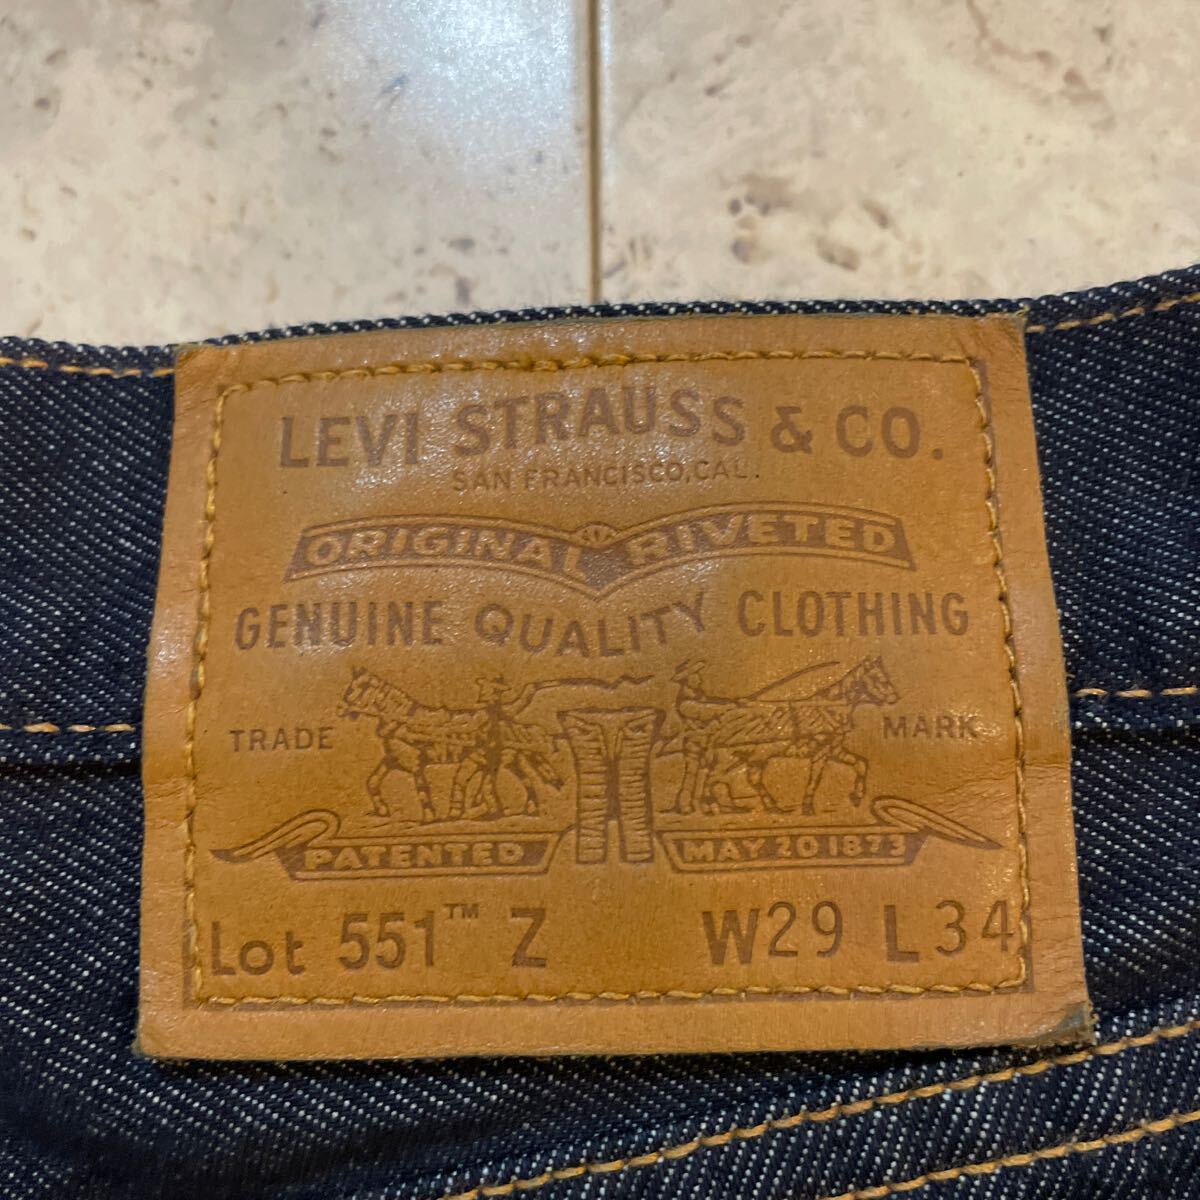 LEVI STRAUSS & CO.
SAN FRANCISCO, CAL.
ORIGINAL RIVETED
GENUINE QUALITY CLOTHING
TRADE MARK
PATENTED MAY 20 1873
Lot 551™ Z W29 L34